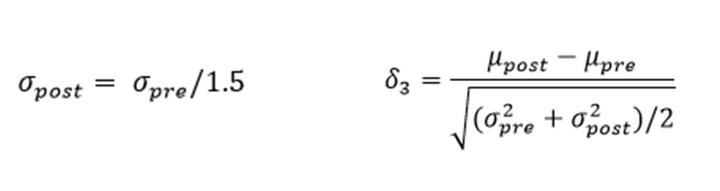 σ_post = σ_pre/1.5
δ_3 = (μ_post − μ_pre) / √((σ²_pre + σ²_post)/2)